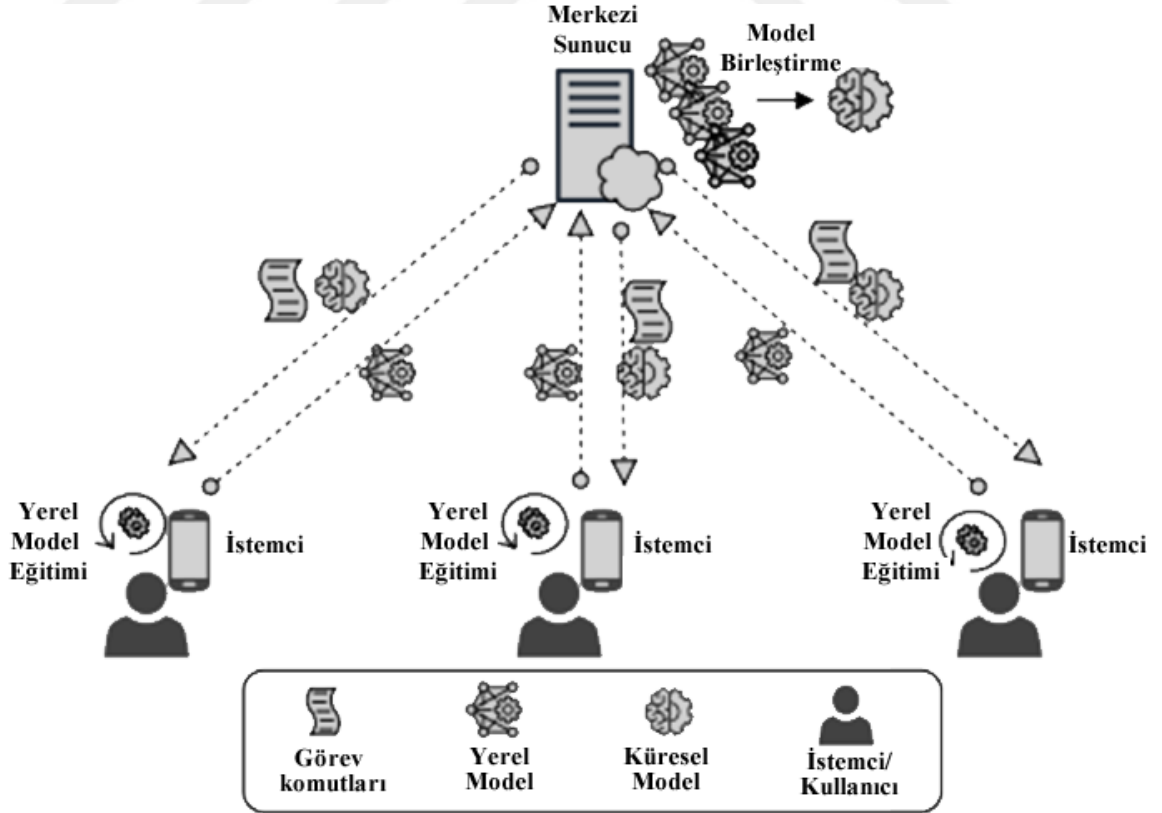 Merkezi
Sunucu
Model
Birleştirme
Yerel
Model
Eğitimi
İstemci
Yerel
Model
Eğitimi
İstemci
Yerel
Model
Eğitimi
İstemci
Görev
komutları
Yerel
Model
Küresel
Model
İstemci/
Kullanıcı